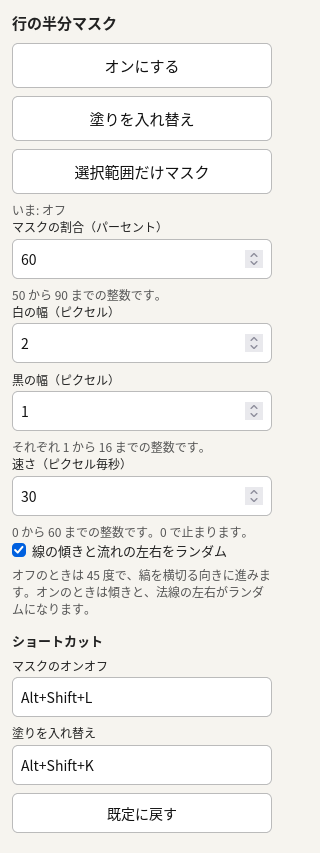 行の半分マスク
オンにする
塗りを入れ替え
選択範囲だけマスク
いま: オフ
マスクの割合（パーセント）
60
50 から 90 までの整数です。
白の幅（ピクセル）
2
黒の幅（ピクセル）
1
それぞれ 1 から 16 までの整数です。
速さ（ピクセル毎秒）
30
0 から 60 までの整数です。0 で止まります。
線の傾きと流れの左右をランダム
オフのときは 45 度で、縞を横切る向きに進みま
す。オンのときは傾きと、法線の左右がランダ
ムになります。
ショートカット
マスクのオンオフ
Alt+Shift+L
塗りを入れ替え
Alt+Shift+K
既定に戻す